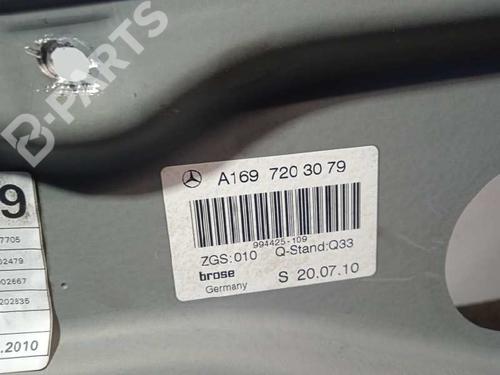 B-PARTS
A169 720 30 79
994425-109
ZGS:010 Q-Stand:Q33
brose
Germany
S 20.07.10
9
7705
02479
02667
202835
.2010